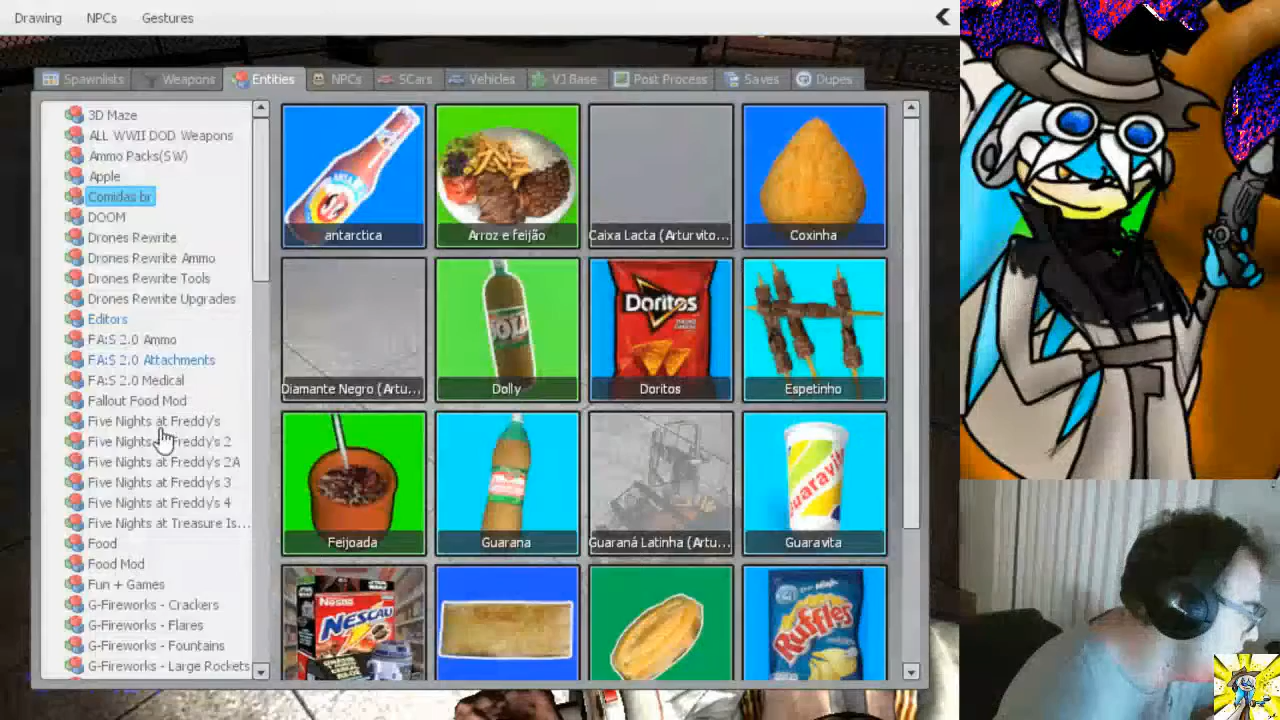 Drawing NPCs Gestures
Spawnlists Weapons Entities NPCs SCars Vehicles VJ Base Post Process Saves Dupes
3D Maze
ALL WWII DOD Weapons
Ammo Packs(SW)
Apple
Comidas br
DOOM
Drones Rewrite
Drones Rewrite Ammo
Drones Rewrite Tools
Drones Rewrite Upgrades
Editors
FA:S 2.0 Ammo
FA:S 2.0 Attachments
FA:S 2.0 Medical
Fallout Food Mod
Five Nights at Freddy's
Five Nights at Freddy's 2
Five Nights at Freddy's 2A
Five Nights at Freddy's 3
Five Nights at Freddy's 4
Five Nights at Treasure Is...
Food
Food Mod
Fun + Games
G-Fireworks - Crackers
G-Fireworks - Flares
G-Fireworks - Fountains
G-Fireworks - Large Rockets
antarctica
Arroz e feijão
Caixa Lacta (Arturvito...
Coxinha
Diamante Negro (Artu...
DOLLY
Dolly
Doritos
Doritos
Espetinho
Feijoada
Guarana
Guaraná Latinha (Artu...
Guaravita
Guaravita
Nestlé
NESCAU
Ruffles